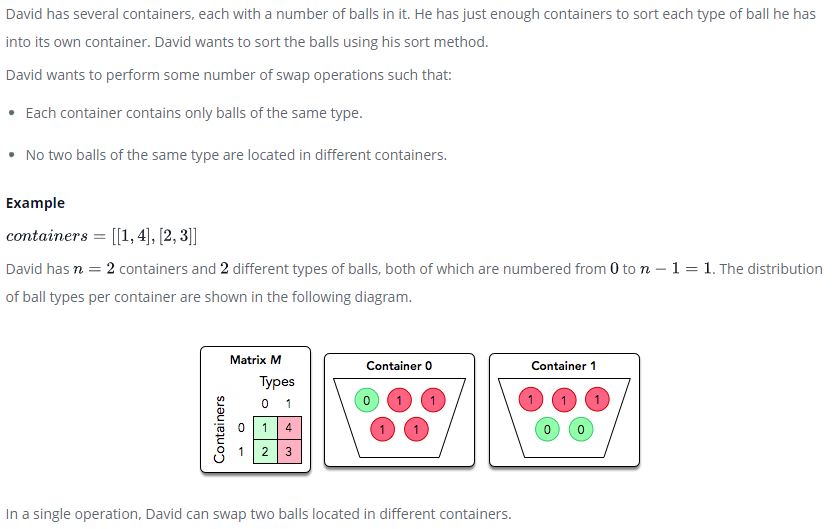 David has several containers, each with a number of balls in it. He has just enough containers to sort each type of ball he has
into its own container. David wants to sort the balls using his sort method.
David wants to perform some number of swap operations such that:
• Each container contains only balls of the same type.
• No two balls of the same type are located in different containers.
Example
containers = [[1, 4], [2, 3]]
David has n = 2 containers and 2 different types of balls, both of which are numbered from 0 to n − 1 = 1. The distribution
of ball types per container are shown in the following diagram.
Matrix M
Types
0 1
Containers
0 1 4
1 2 3
Container 0
0 1 1
1 1
Container 1
1 1 1
0 0
In a single operation, David can swap two balls located in different containers.